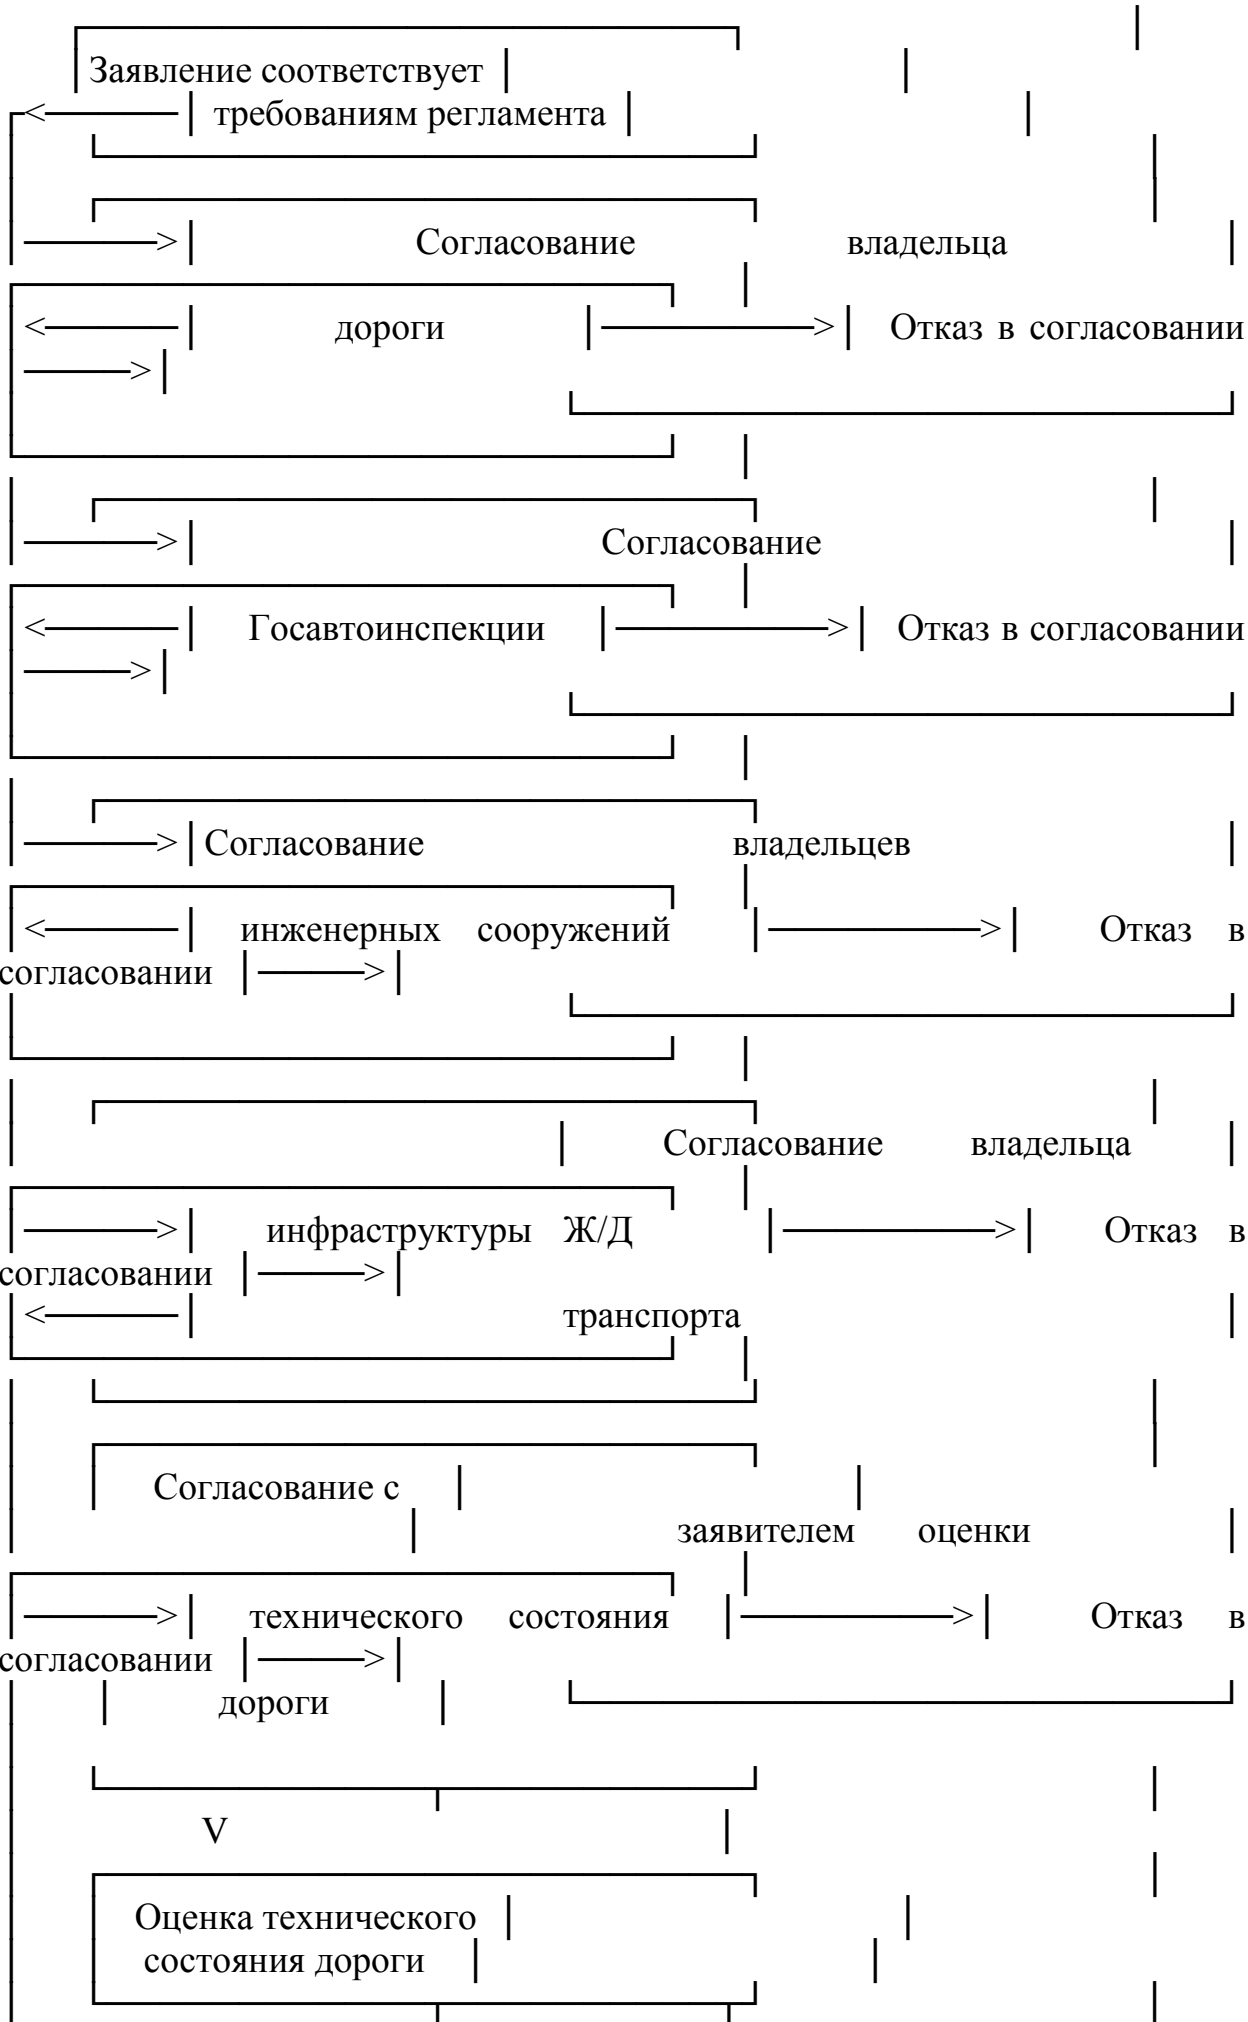 Заявление соответствует
требованиям регламента
Согласование владельца
дороги Отказ в согласовании
Согласование
Госавтоинспекции Отказ в согласовании
Согласование владельцев
инженерных сооружений Отказ в
согласовании
Согласование владельца
инфраструктуры Ж/Д Отказ в
согласовании
транспорта
Согласование с
заявителем оценки
технического состояния Отказ в
согласовании
дороги
V
Оценка технического
состояния дороги